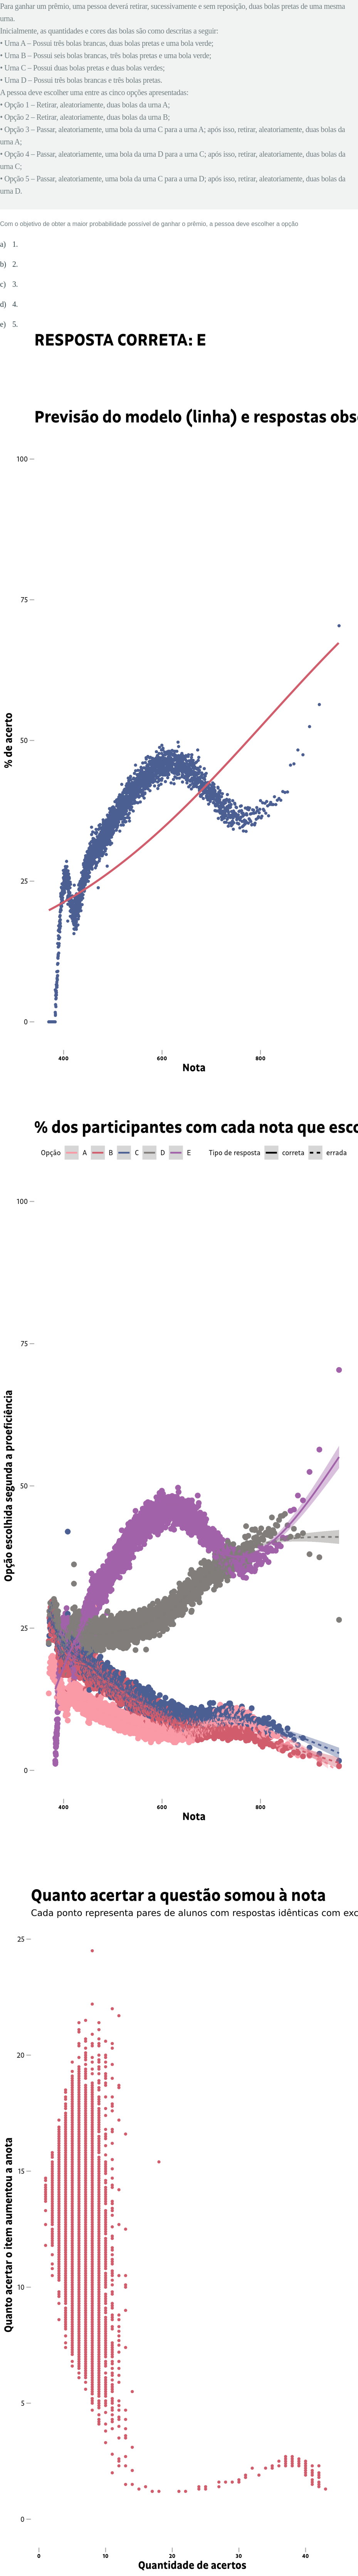 Para ganhar um prêmio, uma pessoa deverá retirar, sucessivamente e sem reposição, duas bolas pretas de uma mesma
urna.
Inicialmente, as quantidades e cores das bolas são como descritas a seguir:
• Urna A – Possui três bolas brancas, duas bolas pretas e uma bola verde;
• Urna B – Possui seis bolas brancas, três bolas pretas e uma bola verde;
• Urna C – Possui duas bolas pretas e duas bolas verdes;
• Urna D – Possui três bolas brancas e três bolas pretas.
A pessoa deve escolher uma entre as cinco opções apresentadas:
• Opção 1 – Retirar, aleatoriamente, duas bolas da urna A;
• Opção 2 – Retirar, aleatoriamente, duas bolas da urna B;
• Opção 3 – Passar, aleatoriamente, uma bola da urna C para a urna A; após isso, retirar, aleatoriamente, duas bolas da
urna A;
• Opção 4 – Passar, aleatoriamente, uma bola da urna D para a urna C; após isso, retirar, aleatoriamente, duas bolas da
urna C;
• Opção 5 – Passar, aleatoriamente, uma bola da urna C para a urna D; após isso, retirar, aleatoriamente, duas bolas da
urna D.
Com o objetivo de obter a maior probabilidade possível de ganhar o prêmio, a pessoa deve escolher a opção
a) 1.
b) 2.
c) 3.
d) 4.
e) 5.
RESPOSTA CORRETA: E
Previsão do modelo (linha) e respostas obs
100
75
50
25
0
% de acerto
400 600 800
Nota
% dos participantes com cada nota que esco
Opção A B C D E Tipo de resposta correta errada
100
75
50
25
0
Opção escolhida segunda a proeficiência
400 600 800
Nota
Quanto acertar a questão somou à nota
Cada ponto representa pares de alunos com respostas idênticas com exc
25
20
15
10
5
0
Quanto acertar o item aumentou a anota
0 10 20 30 40
Quantidade de acertos